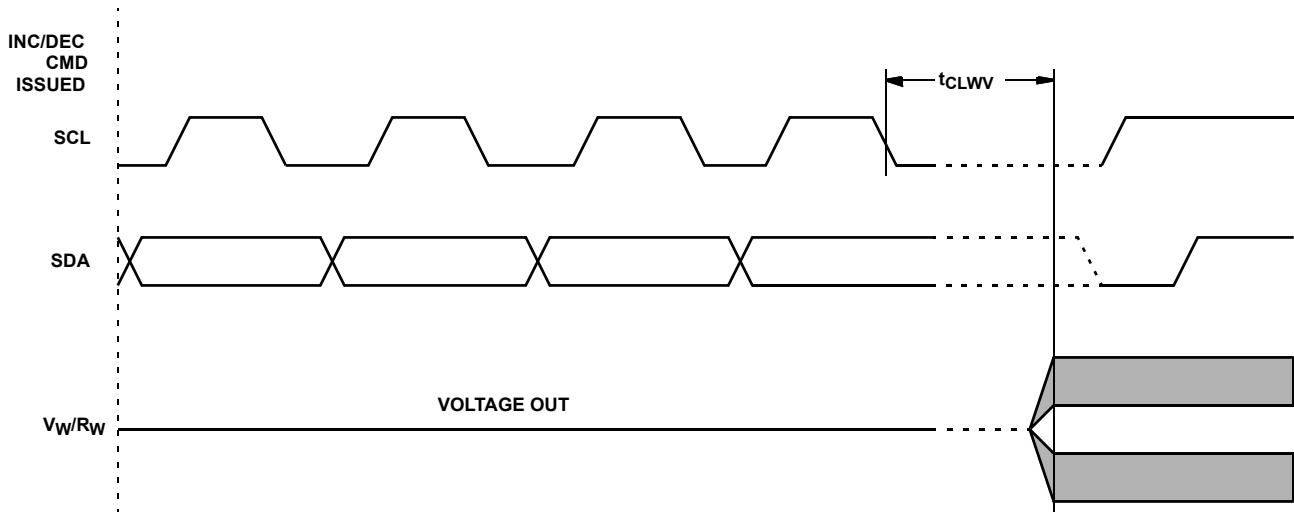 INC/DEC
CMD
ISSUED
tCLWV
SCL
SDA
VOLTAGE OUT
VW/RW